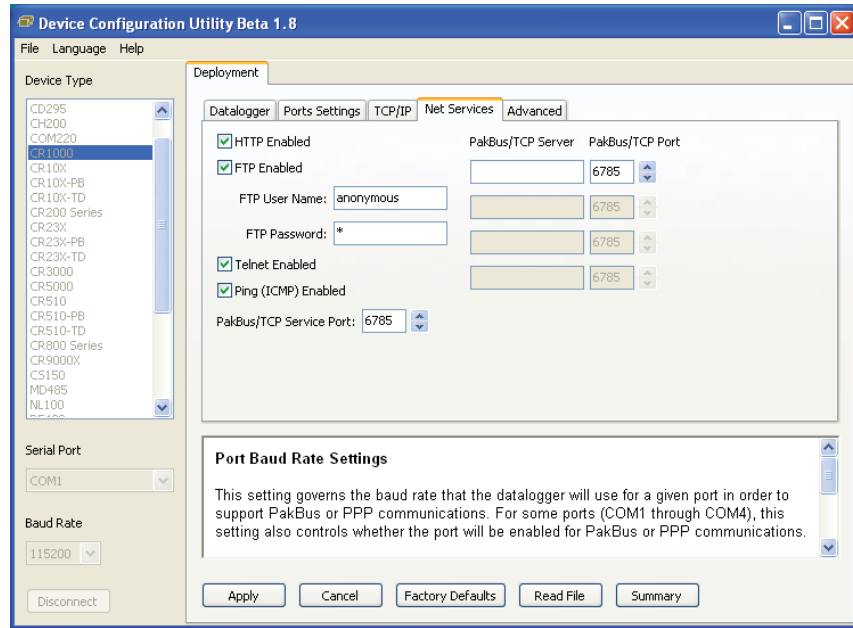 Device Configuration Utility Beta 1.8
File Language Help
Device Type
CD295
CH200
COM220
CR1000
CR10X
CR10X-PB
CR10X-TD
CR200 Series
CR23X
CR23X-PB
CR23X-TD
CR3000
CR5000
CR510
CR510-PB
CR510-TD
CR800 Series
CR9000X
CS150
MD485
NL100
Serial Port
COM1
Baud Rate
115200
Disconnect
Deployment
Datalogger Ports Settings TCP/IP Net Services Advanced
HTTP Enabled
FTP Enabled
FTP User Name: anonymous
FTP Password: *
Telnet Enabled
Ping (ICMP) Enabled
PakBus/TCP Service Port: 6785
PakBus/TCP Server PakBus/TCP Port
6785
6785
6785
6785
Port Baud Rate Settings
This setting governs the baud rate that the datalogger will use for a given port in order to
support PakBus or PPP communications. For some ports (COM1 through COM4), this
setting also controls whether the port will be enabled for PakBus or PPP communications.
Apply Cancel Factory Defaults Read File Summary